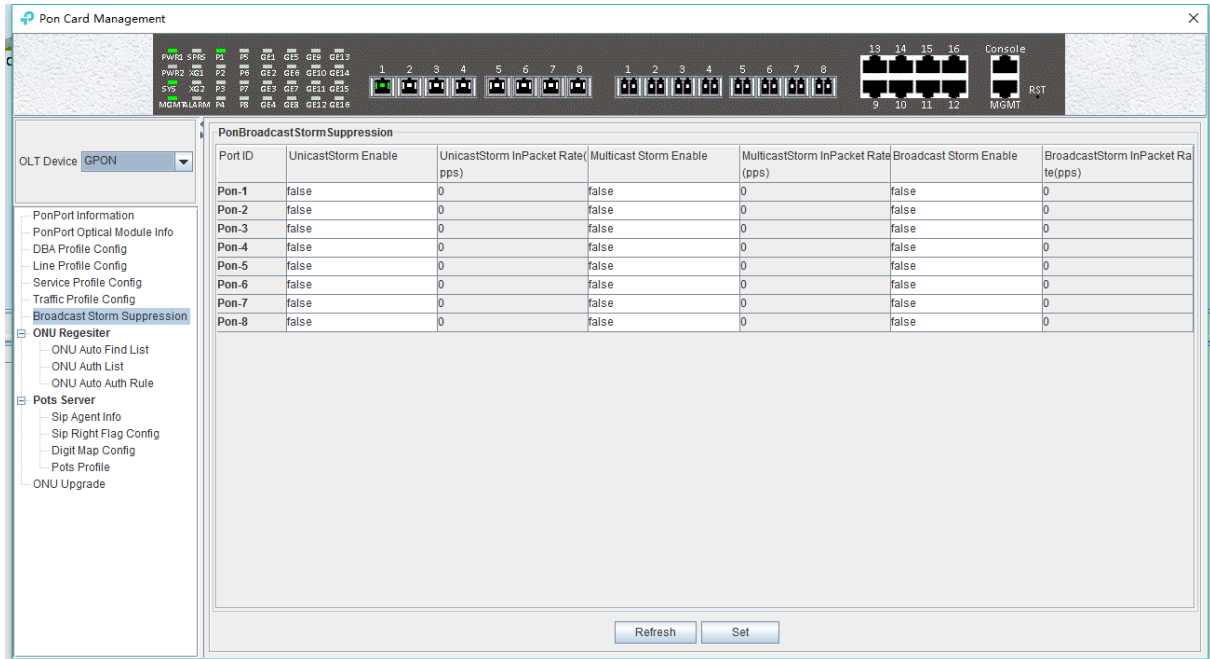 Pon Card Management
PWR1 SPRS P1 P5 GE1 GE5 GE9 GE13
PWR2 XG1 P2 P6 GE2 GE6 GE10 GE14
SYS XG2 P3 P7 GE3 GE7 GE11 GE15
MGMT ALARM P4 P8 GE4 GE8 GE12 GE16
1 2 3 4 5 6 7 8
1 2 3 4 5 6 7 8
13 14 15 16 Console
9 10 11 12 MGMT
RST
OLT Device GPON
PonPort Information
PonPort Optical Module Info
DBA Profile Config
Line Profile Config
Service Profile Config
Traffic Profile Config
Broadcast Storm Suppression
ONU Regesiter
ONU Auto Find List
ONU Auth List
ONU Auto Auth Rule
Pots Server
Sip Agent Info
Sip Right Flag Config
Digit Map Config
Pots Profile
ONU Upgrade
PonBroadcastStormSuppression
Port ID UnicastStorm Enable UnicastStorm InPacket Rate( Multicast Storm Enable MulticastStorm InPacket Rate Broadcast Storm Enable BroadcastStorm InPacket Ra
pps) (pps) te(pps)
Pon-1 false 0 false 0 false 0
Pon-2 false 0 false 0 false 0
Pon-3 false 0 false 0 false 0
Pon-4 false 0 false 0 false 0
Pon-5 false 0 false 0 false 0
Pon-6 false 0 false 0 false 0
Pon-7 false 0 false 0 false 0
Pon-8 false 0 false 0 false 0
Refresh Set